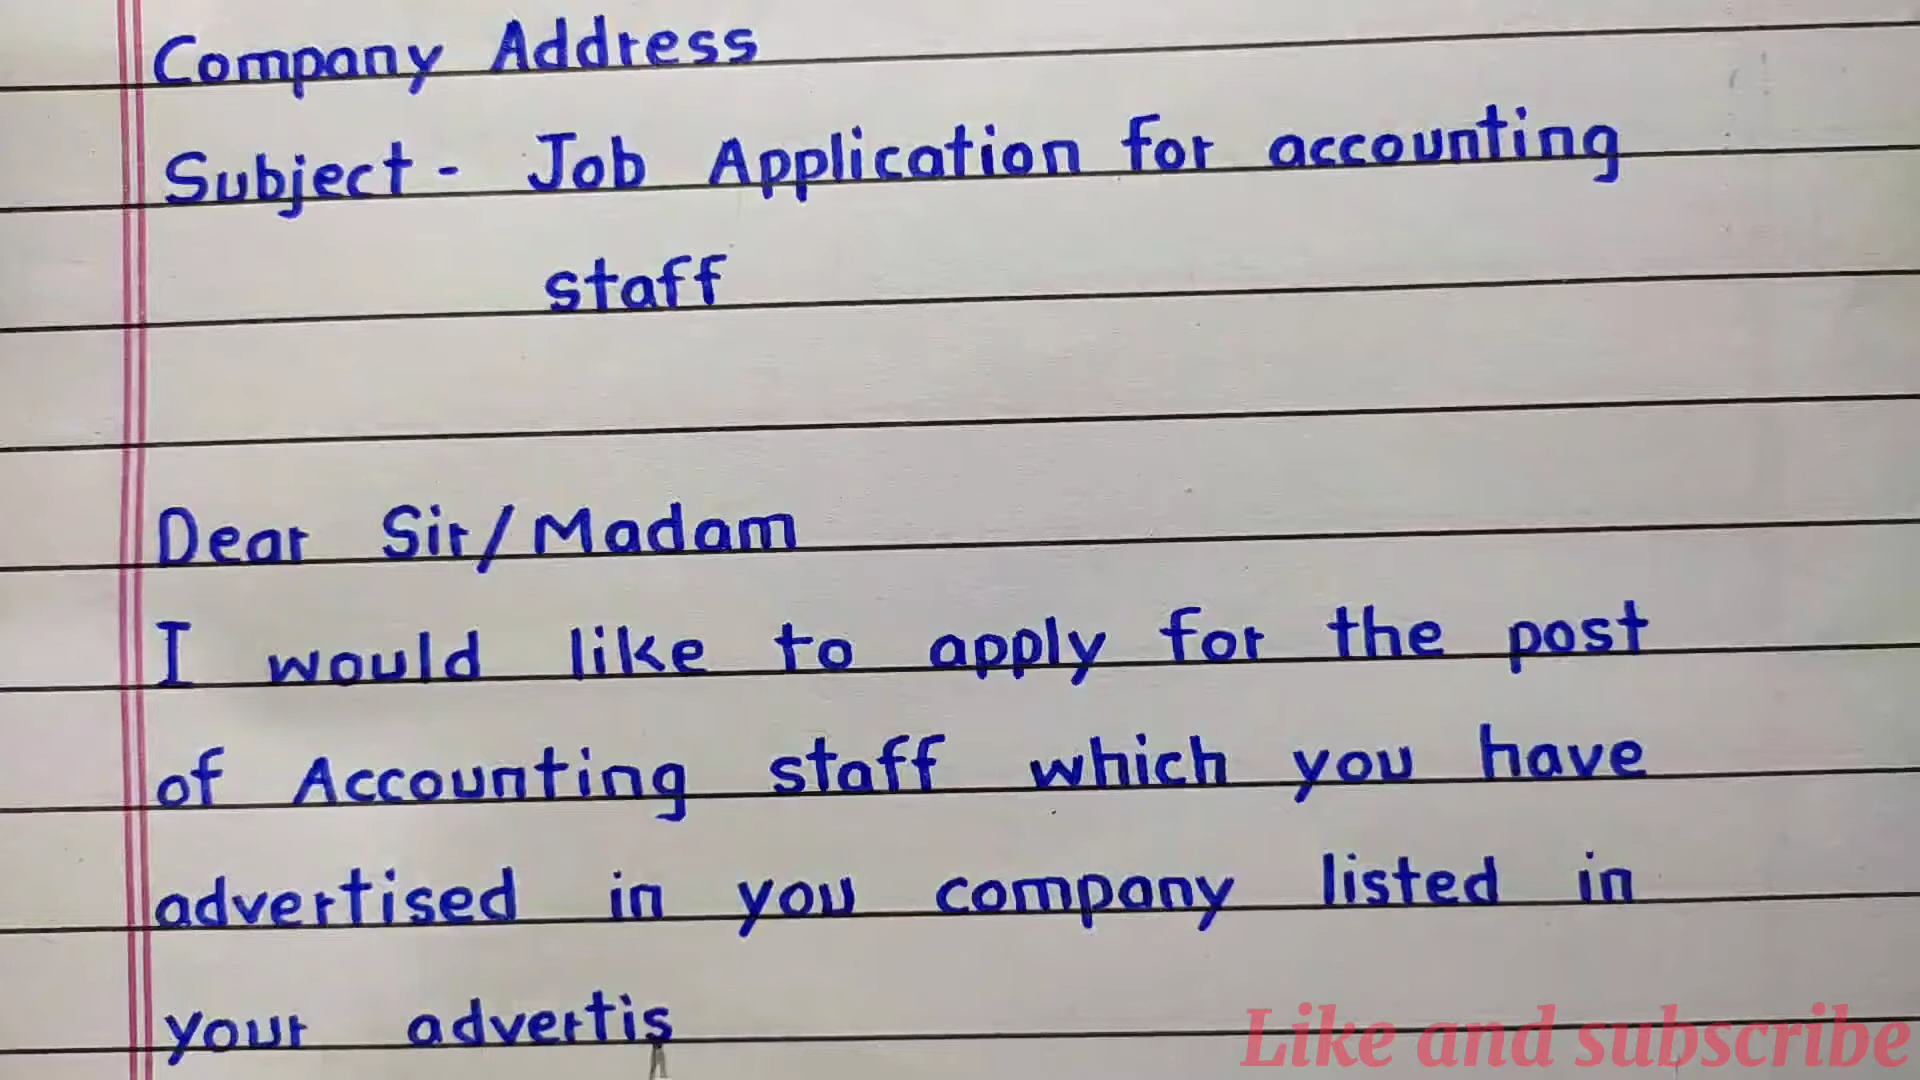 Company Address
Subject - Job Application for accounting
staff
Dear Sir/Madam
I would like to apply for the post
of Accounting staff which you have
advertised in you company listed in
your advertis
Like and subscribe